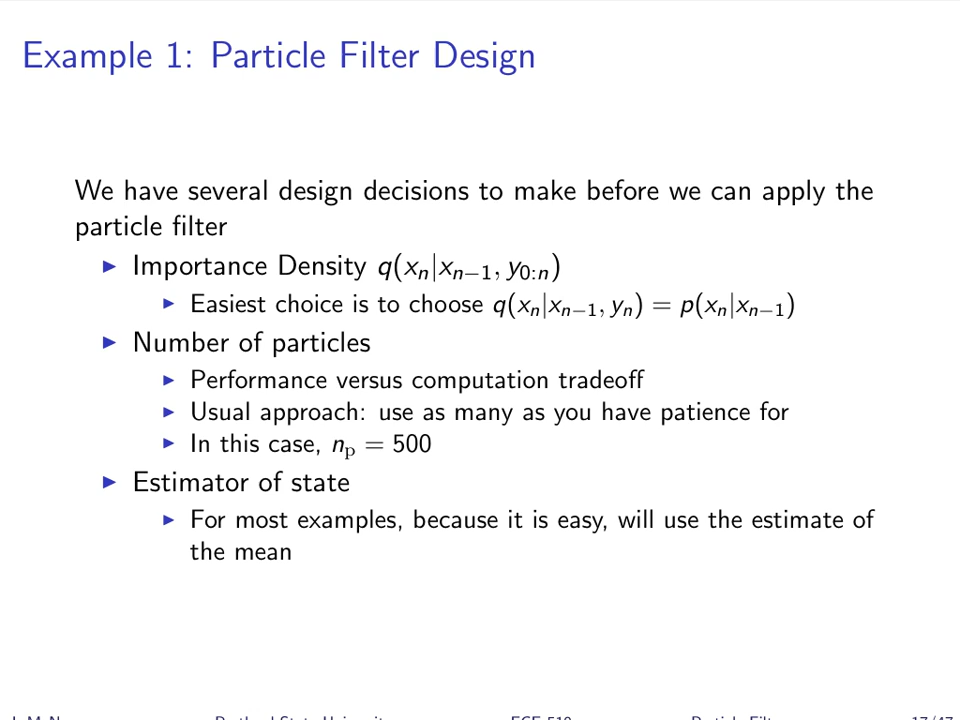 Example 1: Particle Filter Design
We have several design decisions to make before we can apply the
particle filter
▶ Importance Density q(xₙ|xₙ₋₁, y₀:ₙ)
▶ Easiest choice is to choose q(xₙ|xₙ₋₁, yₙ) = p(xₙ|xₙ₋₁)
▶ Number of particles
▶ Performance versus computation tradeoff
▶ Usual approach: use as many as you have patience for
▶ In this case, nₚ = 500
▶ Estimator of state
▶ For most examples, because it is easy, will use the estimate of
the mean